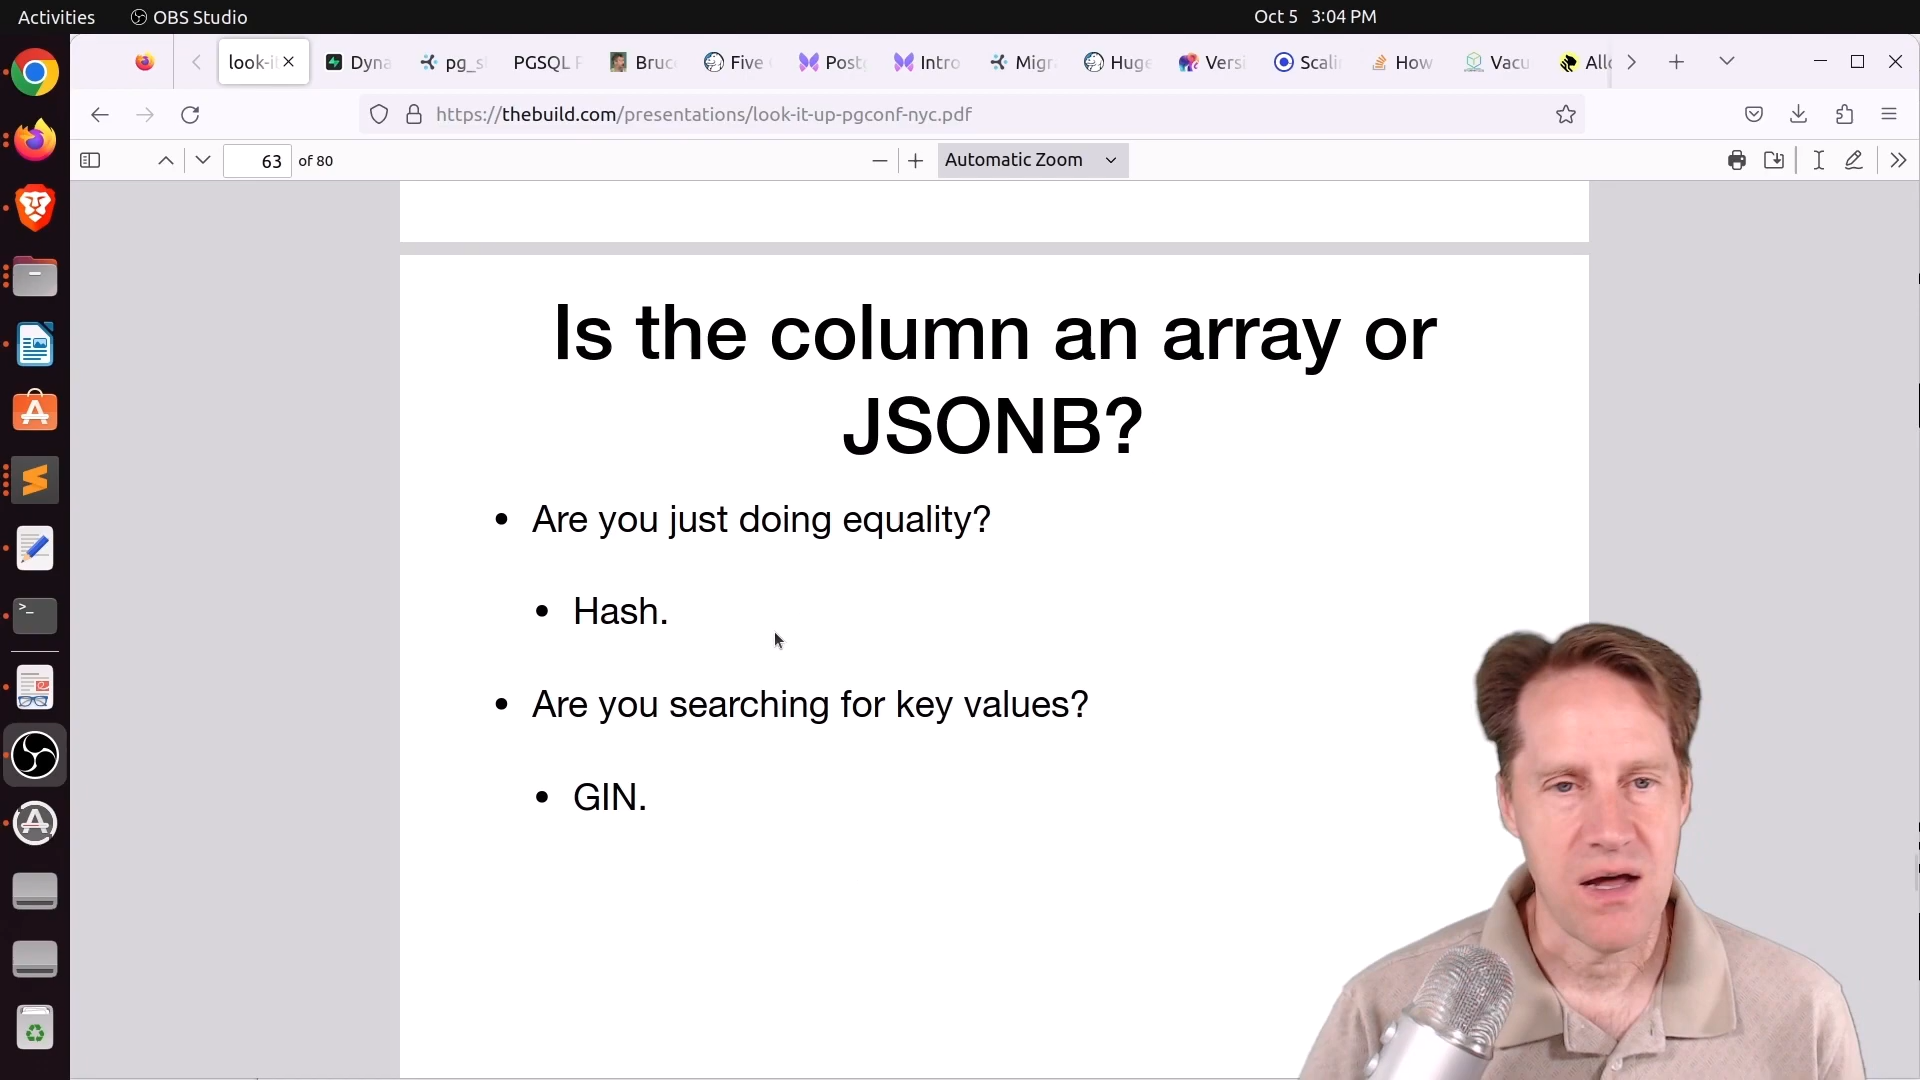 Activities
OBS Studio
Oct 5 3:04 PM
look-i
Dyna
pg_s
PGSQL
Bruc
Five
Post
Intro
Migr
Huge
Versi
Scali
How
Vacu
All
https://thebuild.com/presentations/look-it-up-pgconf-nyc.pdf
63 of 80
Automatic Zoom
Is the column an array or
JSONB?
• Are you just doing equality?
• Hash.
• Are you searching for key values?
• GIN.